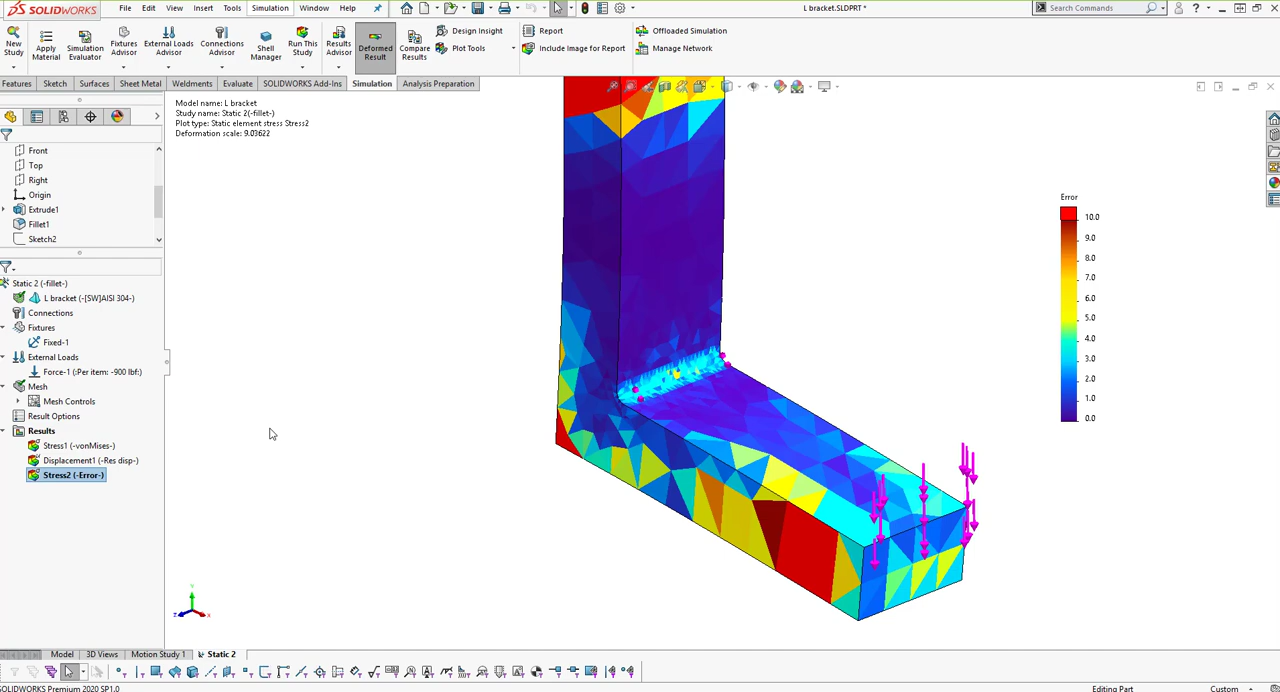 SOLIDWORKS
File Edit View Insert Tools Simulation Window Help
L bracket.SLDPRT *
Search Commands
New Study
Apply Material
Simulation Evaluator
Fixtures Advisor
External Loads Advisor
Connections Advisor
Shell Manager
Run This Study
Results Advisor
Deformed Result
Compare Results
Design Insight
Plot Tools
Report
Include Image for Report
Offloaded Simulation
Manage Network
Features Sketch Surfaces Sheet Metal Weldments Evaluate SOLIDWORKS Add-Ins Simulation Analysis Preparation
Front
Top
Right
Origin
Extrude1
Fillet1
Sketch2
Static 2 (-fillet-)
L bracket (-[SW]AISI 304-)
Connections
Fixtures
Fixed-1
External Loads
Force-1 (:Per item: -900 lbf:)
Mesh
Mesh Controls
Result Options
Results
Stress1 (-vonMises-)
Displacement1 (-Res disp-)
Stress2 (-Error-)
Model name: L bracket
Study name: Static 2(-fillet-)
Plot type: Static element stress Stress2
Deformation scale: 9.03622
Error
10.0
9.0
8.0
7.0
6.0
5.0
4.0
3.0
2.0
1.0
0.0
Y
Z
X
Model 3D Views Motion Study 1 Static 2
SOLIDWORKS Premium 2020 SP1.0
Editing Part
Custom